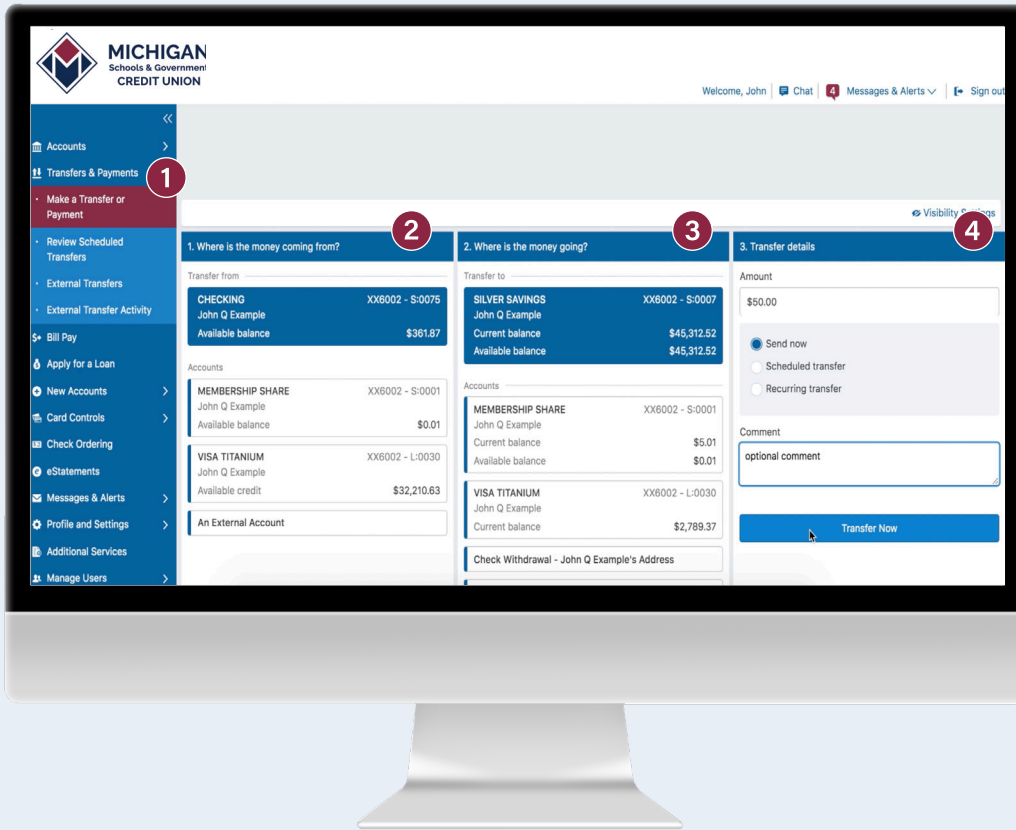 MICHIGAN
Schools & Government
CREDIT UNION
Welcome, John
Chat
4
Messages & Alerts
Sign out
Accounts
Transfers & Payments
1
Make a Transfer or
Payment
Review Scheduled
Transfers
External Transfers
External Transfer Activity
Bill Pay
Apply for a Loan
New Accounts
Card Controls
Check Ordering
eStatements
Messages & Alerts
Profile and Settings
Additional Services
Manage Users
Visibility Settings
2
1. Where is the money coming from?
Transfer from
CHECKING XX6002 - S:0075
John Q Example
Available balance $361.87
Accounts
MEMBERSHIP SHARE XX6002 - S:0001
John Q Example
Available balance $0.01
VISA TITANIUM XX6002 - L:0030
John Q Example
Available credit $32,210.63
An External Account
3
2. Where is the money going?
Transfer to
SILVER SAVINGS XX6002 - S:0007
John Q Example
Current balance $45,312.52
Available balance $45,312.52
Accounts
MEMBERSHIP SHARE XX6002 - S:0001
John Q Example
Current balance $5.01
Available balance $0.01
VISA TITANIUM XX6002 - L:0030
John Q Example
Current balance $2,789.37
Check Withdrawal - John Q Example's Address
4
3. Transfer details
Amount
$50.00
Send now
Scheduled transfer
Recurring transfer
Comment
optional comment
Transfer Now